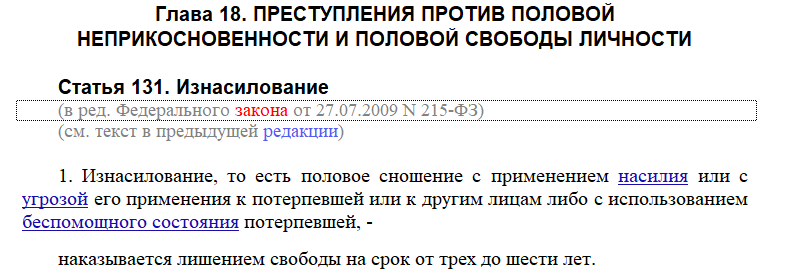 Глава 18. ПРЕСТУПЛЕНИЯ ПРОТИВ ПОЛОВОЙ
НЕПРИКОСНОВЕННОСТИ И ПОЛОВОЙ СВОБОДЫ ЛИЧНОСТИ
Статья 131. Изнасилование
(в ред. Федерального закона от 27.07.2009 N 215-ФЗ)
(см. текст в предыдущей редакции)
1. Изнасилование, то есть половое сношение с применением насилия или с
угрозой его применения к потерпевшей или к другим лицам либо с использованием
беспомощного состояния потерпевшей, -
наказывается лишением свободы на срок от трех до шести лет.